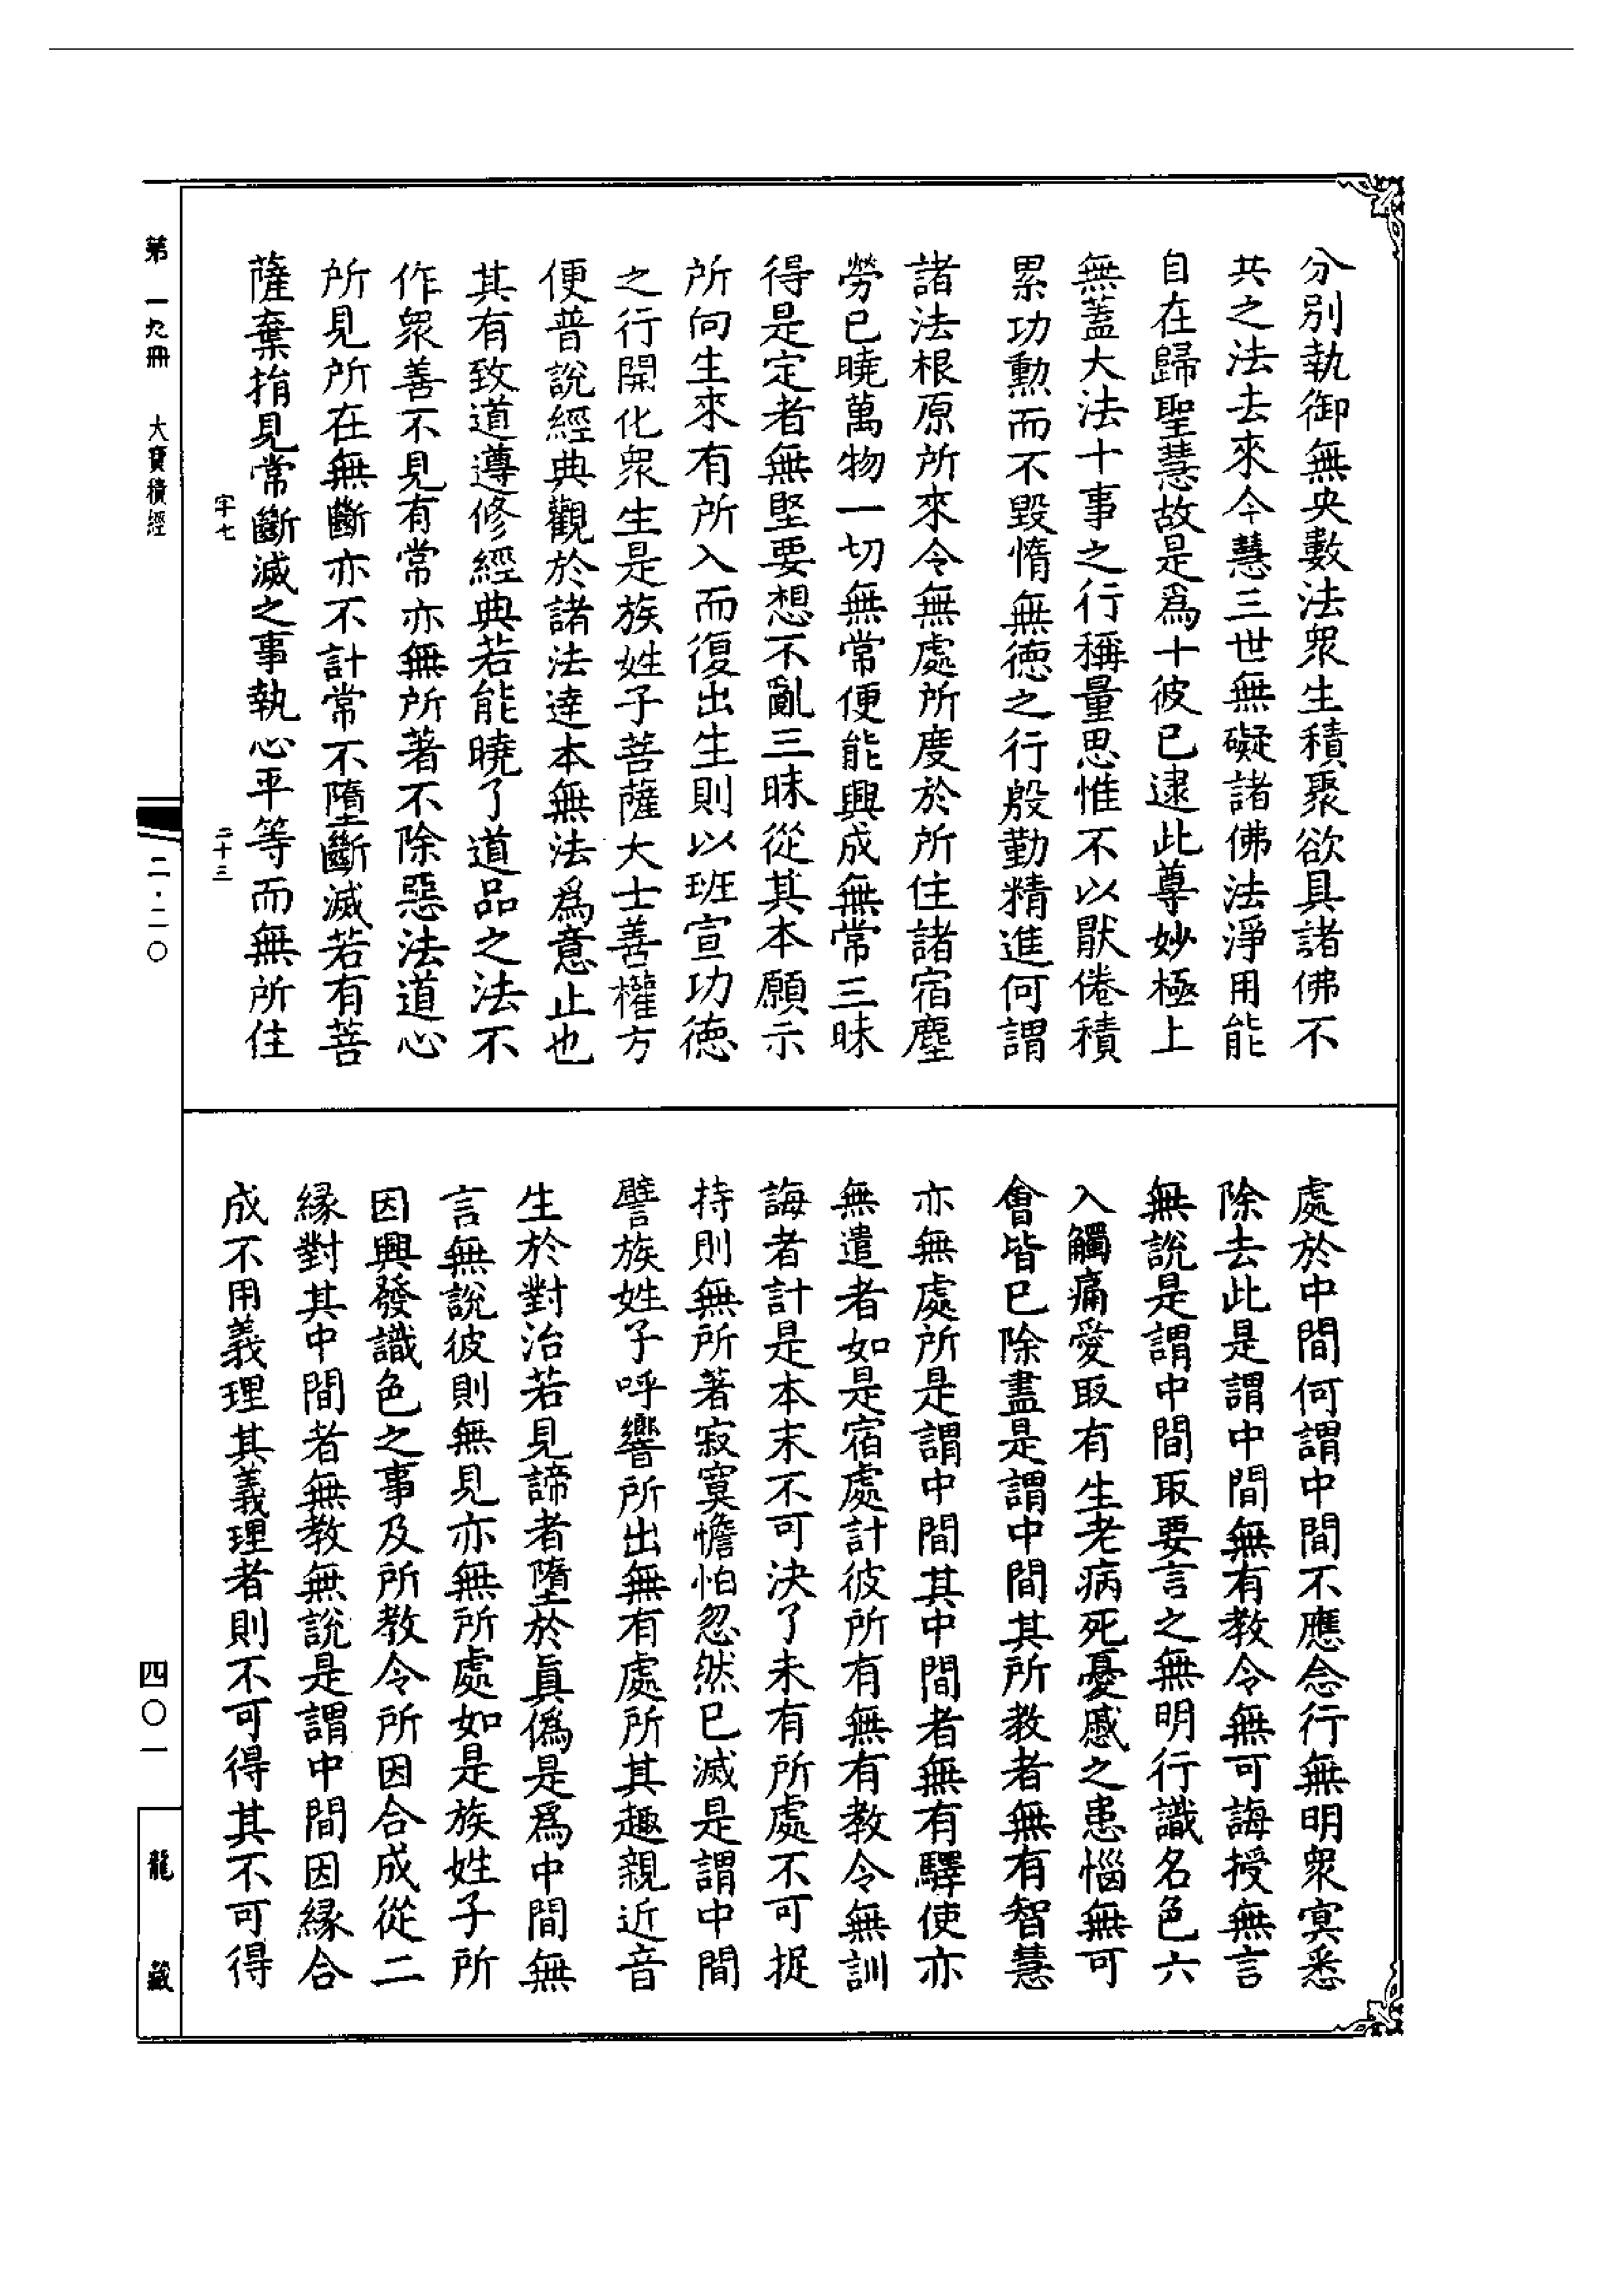 分別執御無央數法衆生積聚欲具諸佛不
共之法去來今慧三世無礙諸佛法淨用能
自在歸聖慧故是爲十彼已逮此尊妙極上
無蓋大法十事之行稱量思惟不以厭倦積
累功勳而不毀惰無德之行慇勤精進何謂
諸法根原所來令無處所度於所住諸宿塵
勞已曉萬物一切無常便能興成無常三昧
得是定者無堅要想不亂三昧從其本願示
所向生來有所入而復出生則以班宣功德
之行開化衆生是族姓子菩薩大士善權方
便普說經典觀於諸法達本無法爲意止也
其有致道遵修經典若能曉了道品之法不
作衆善不見有常亦無所著不除惡法道心
所見所在無斷亦不計常不墮斷滅若有菩
薩棄捐見常斷滅之事執心平等而無所住
字七 二十三
處於中間何謂中間不應念行無明衆冥悉
除去此是謂中間無有教令無可誨授無言
無說是謂中間取要言之無明行識名色六
入觸痛愛取有生老病死憂慼之患惱無可
會皆已除盡是謂中間其所教者無有智慧
亦無處所是謂中間其中間者無有驛使亦
無遣者如是宿處計彼所有無有教令無訓
誨者計是本末不可決了未有所處不可捉
持則無所著寂寞憺怕忽然已滅是謂中間
譬族姓子呼響所出無有處所其趣親近音
生於對治若見諦者墮於眞僞是爲中間無
言無說彼則無見亦無所處如是族姓子所
因興發識色之事及所教令所因合成從二
緣對其中間者無教無說是謂中間因緣合
成不用義理其義理者則不可得其不可得
第一九冊 大寶積經
二·二〇
四〇一
龍藏